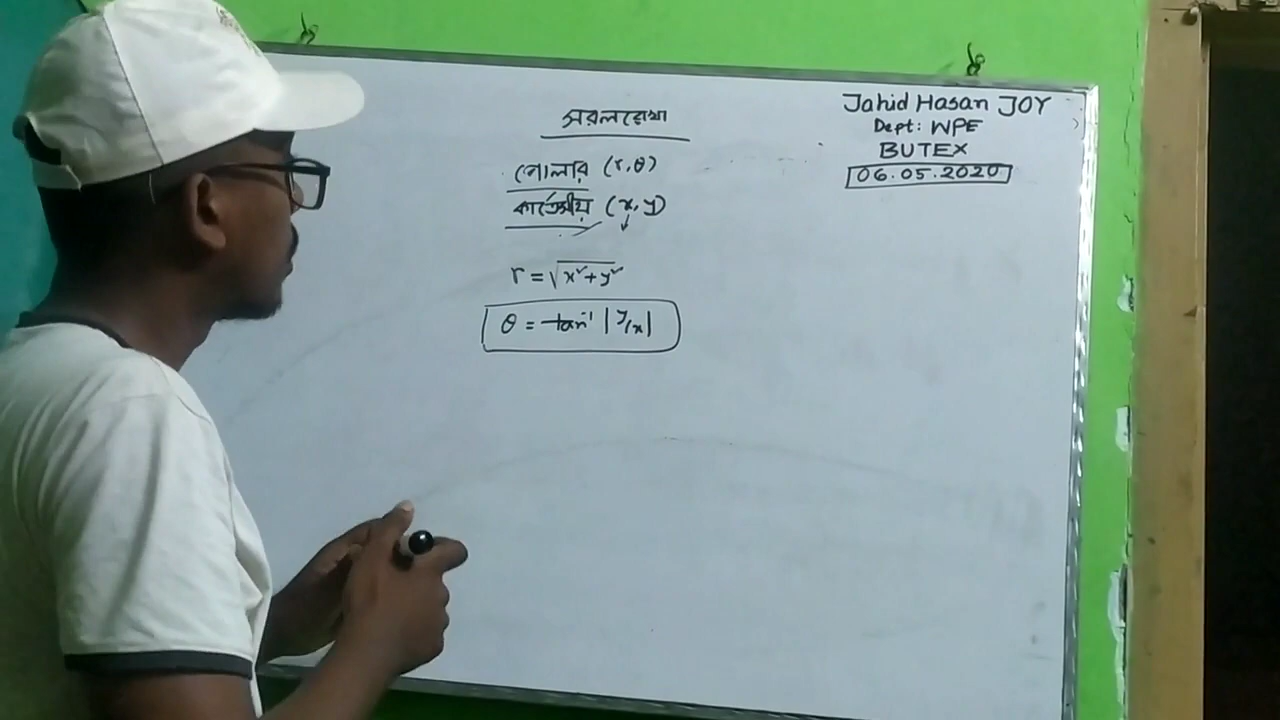 সরলরেখা
পোলার (r,θ)
কার্তেসীয় (x,y)
r = √x²+y²
θ = tan⁻¹ |y/x|
Jahid Hasan JOY
Dept: WPE
BUTEX
06.05.2020